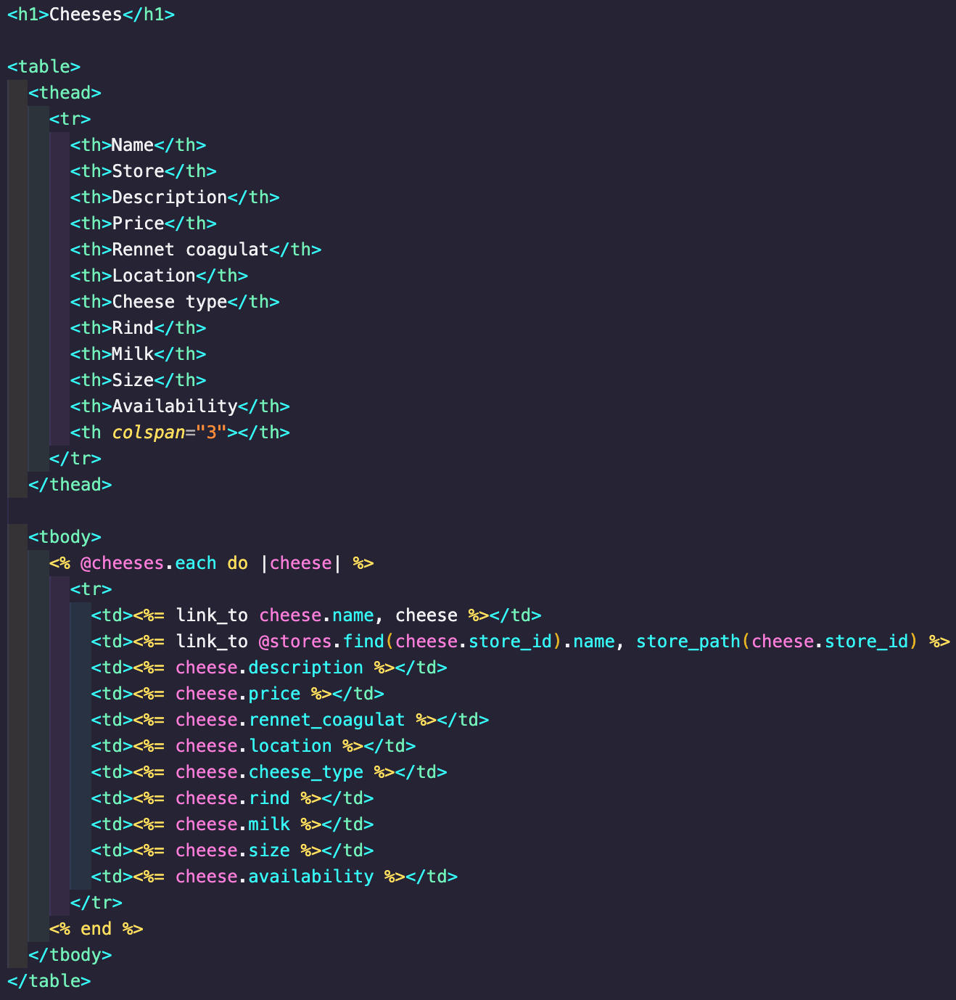 <h1>Cheeses</h1>

<table>
  <thead>
    <tr>
      <th>Name</th>
      <th>Store</th>
      <th>Description</th>
      <th>Price</th>
      <th>Rennet coagulat</th>
      <th>Location</th>
      <th>Cheese type</th>
      <th>Rind</th>
      <th>Milk</th>
      <th>Size</th>
      <th>Availability</th>
      <th colspan="3"></th>
    </tr>
  </thead>

  <tbody>
    <% @cheeses.each do |cheese| %>
      <tr>
        <td><%= link_to cheese.name, cheese %></td>
        <td><%= link_to @stores.find(cheese.store_id).name, store_path(cheese.store_id) %>
        <td><%= cheese.description %></td>
        <td><%= cheese.price %></td>
        <td><%= cheese.rennet_coagulat %></td>
        <td><%= cheese.location %></td>
        <td><%= cheese.cheese_type %></td>
        <td><%= cheese.rind %></td>
        <td><%= cheese.milk %></td>
        <td><%= cheese.size %></td>
        <td><%= cheese.availability %></td>
      </tr>
    <% end %>
  </tbody>
</table>